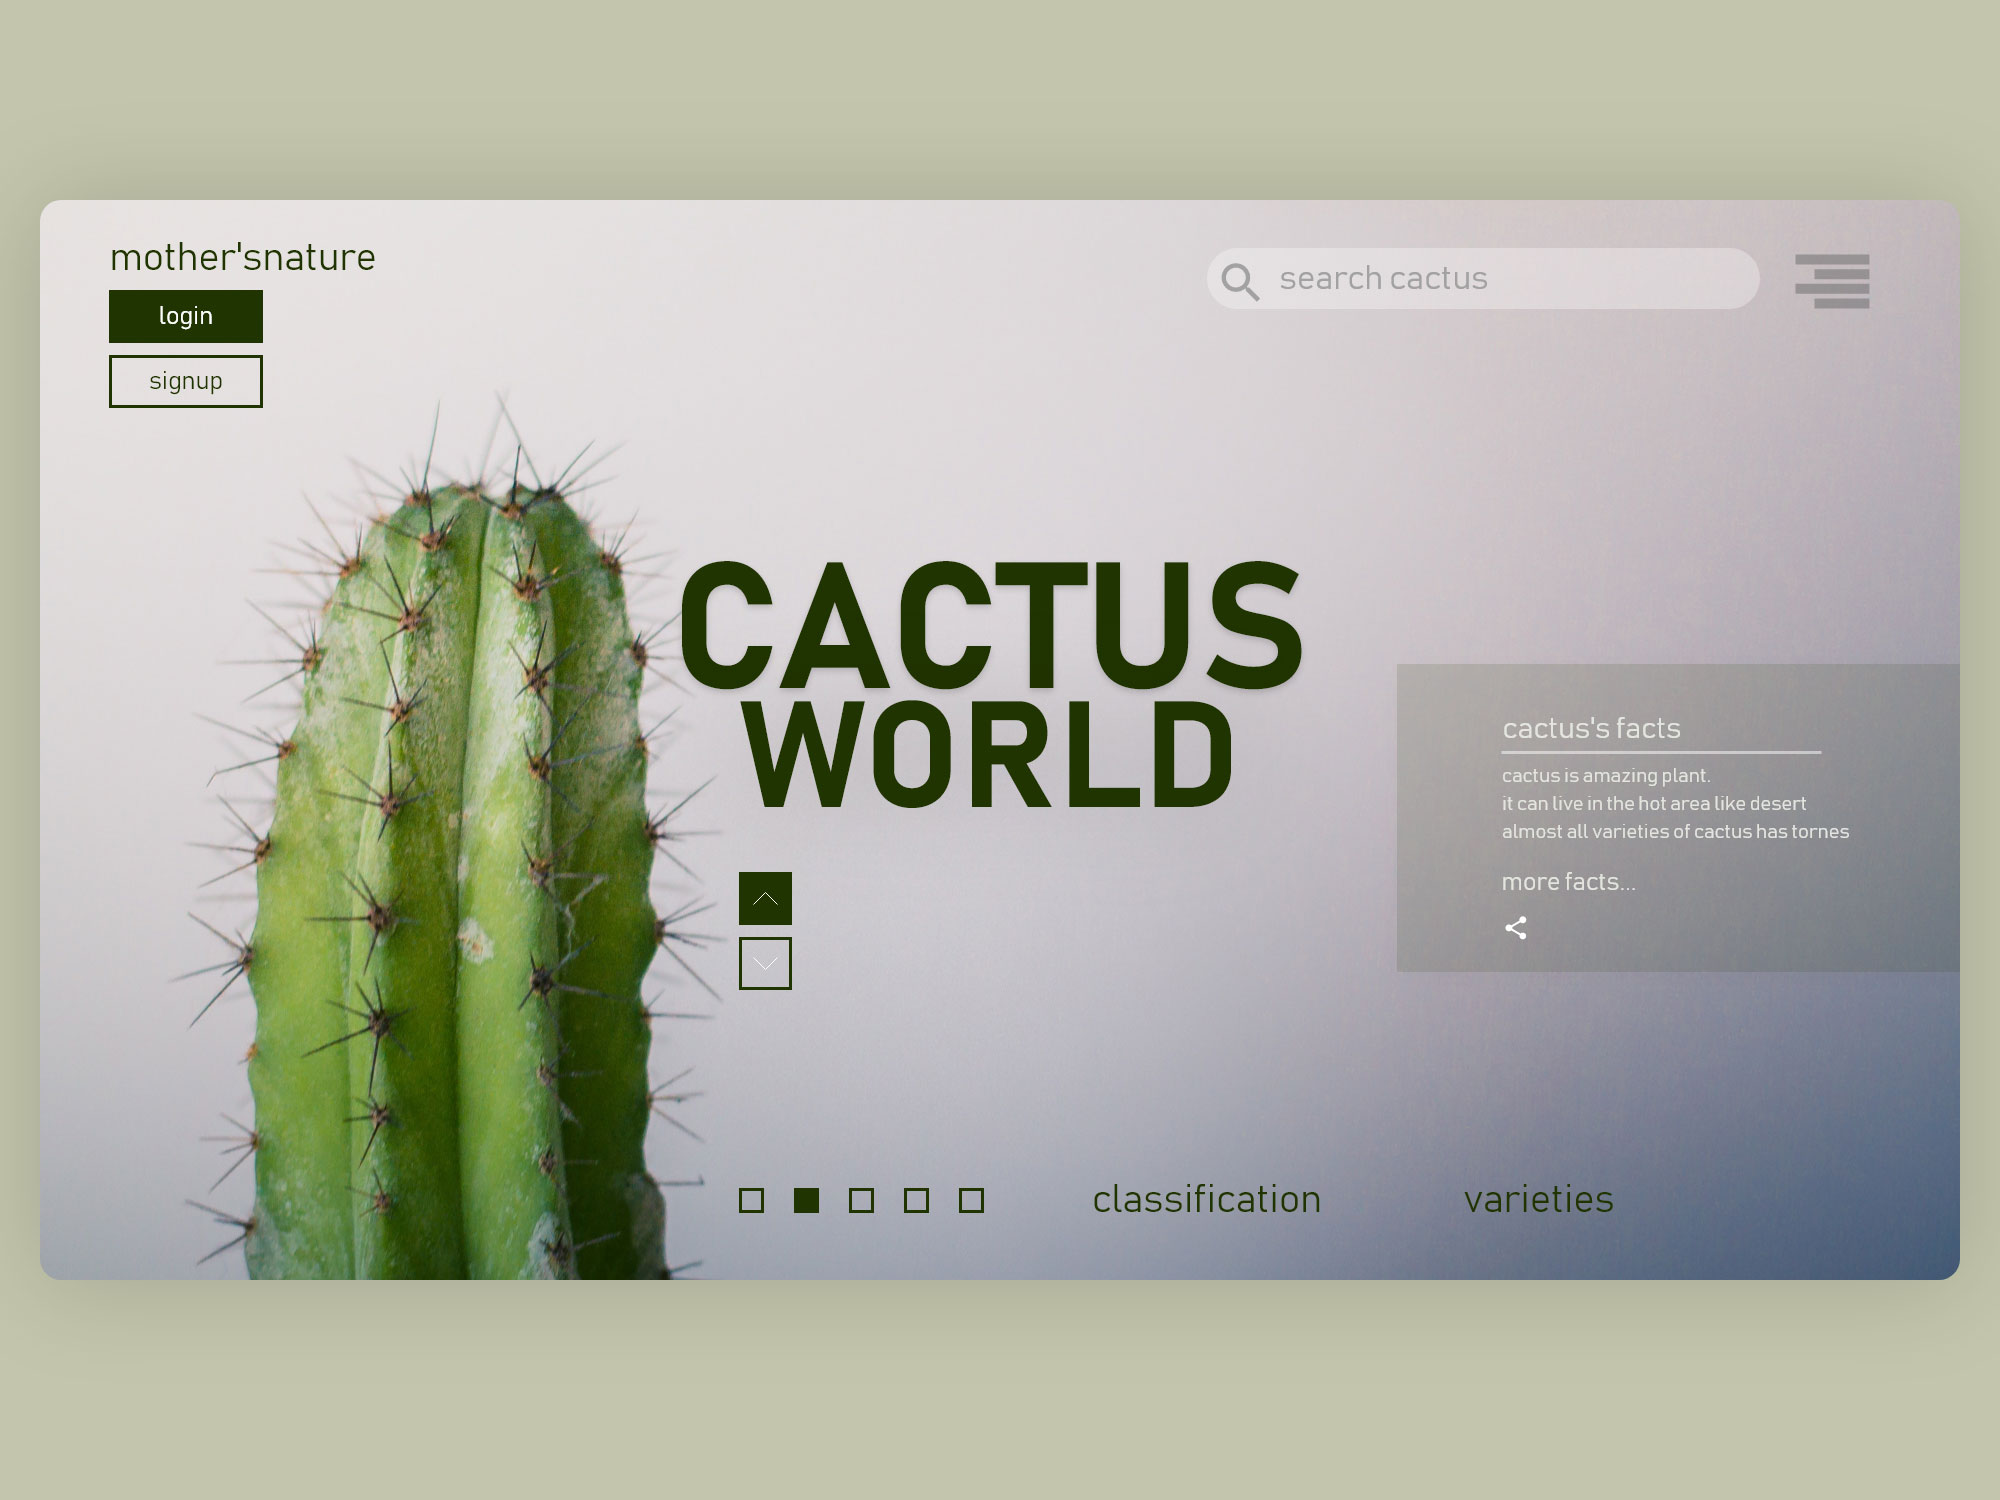 mother'snature
login
signup
search cactus
CACTUS
WORLD
cactus's facts
cactus is amazing plant.
it can live in the hot area like desert
almost all varieties of cactus has tornes
more facts...
classification
varieties